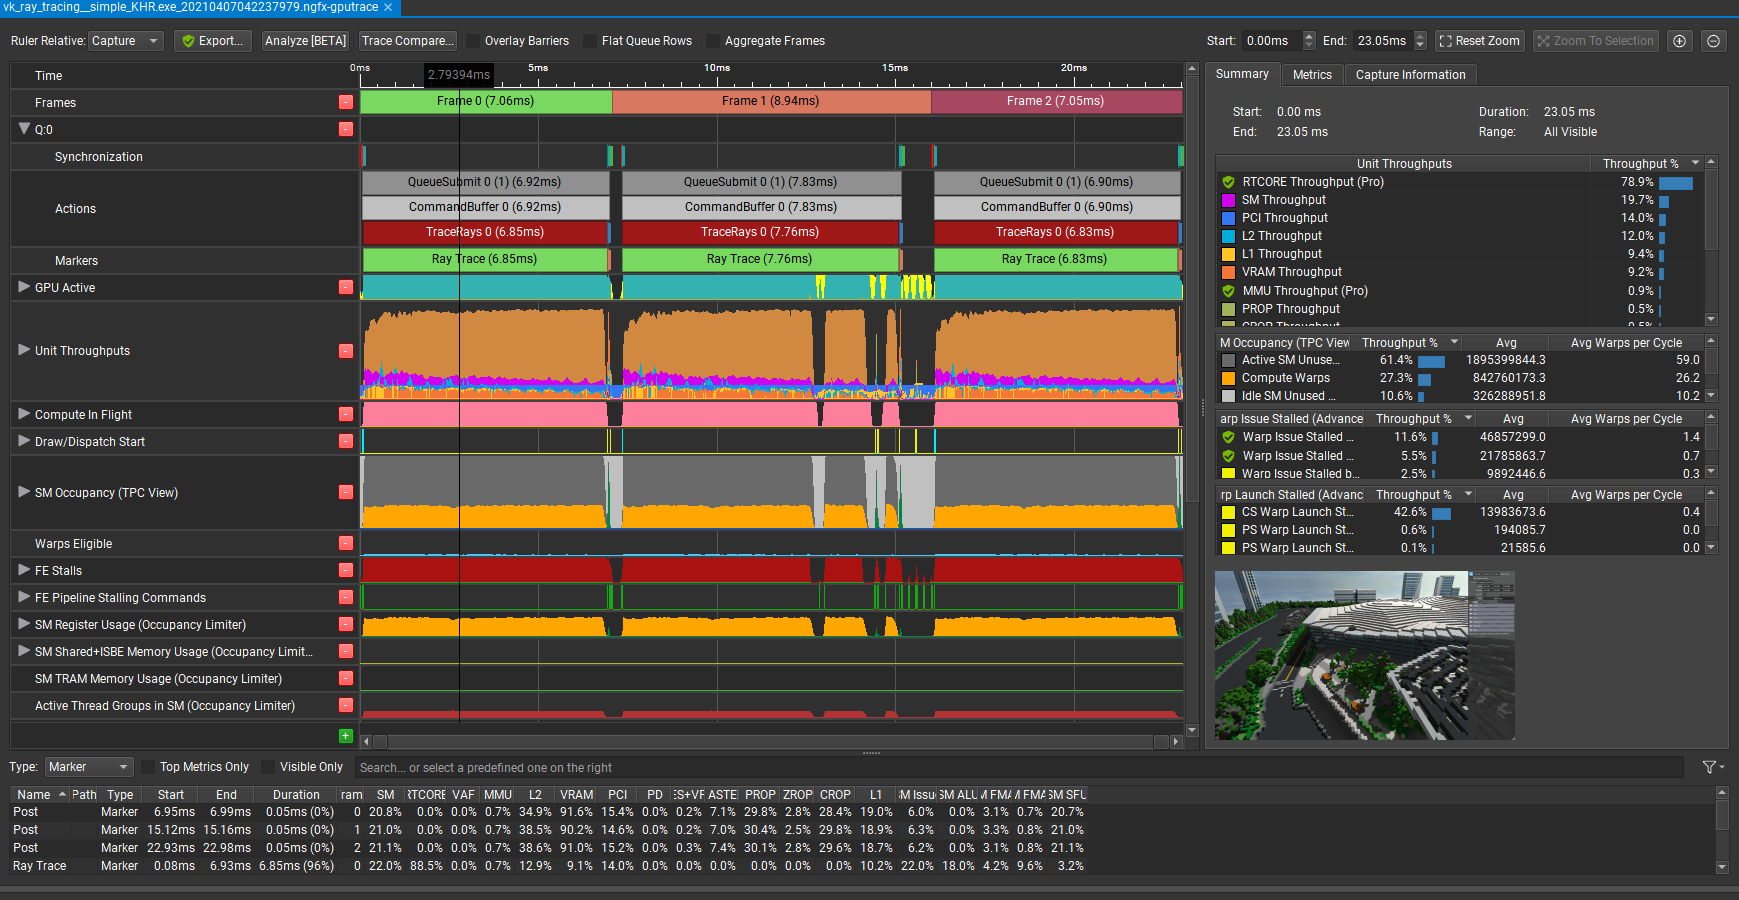 vk_ray_tracing__simple_KHR.exe_20210407042237979.ngfx-gputrace
Ruler Relative: Capture Export... Analyze [BETA] Trace Compare... Overlay Barriers Flat Queue Rows Aggregate Frames Start: 0.00ms End: 23.05ms Reset Zoom Zoom To Selection
Time 0ms 2.79394ms 5ms 10ms 15ms 20ms
Frames Frame 0 (7.06ms) Frame 1 (8.94ms) Frame 2 (7.05ms)
Q:0
Synchronization
Actions
QueueSubmit 0 (1) (6.92ms) QueueSubmit 0 (1) (7.83ms) QueueSubmit 0 (1) (6.90ms)
CommandBuffer 0 (6.92ms) CommandBuffer 0 (7.83ms) CommandBuffer 0 (6.90ms)
TraceRays 0 (6.85ms) TraceRays 0 (7.76ms) TraceRays 0 (6.83ms)
Markers Ray Trace (6.85ms) Ray Trace (7.76ms) Ray Trace (6.83ms)
GPU Active
Unit Throughputs
Compute In Flight
Draw/Dispatch Start
SM Occupancy (TPC View)
Warps Eligible
FE Stalls
FE Pipeline Stalling Commands
SM Register Usage (Occupancy Limiter)
SM Shared+ISBE Memory Usage (Occupancy Limit...
SM TRAM Memory Usage (Occupancy Limiter)
Active Thread Groups in SM (Occupancy Limiter)
Summary Metrics Capture Information
Start: 0.00 ms Duration: 23.05 ms
End: 23.05 ms Range: All Visible
Unit Throughputs Throughput %
RTCORE Throughput (Pro) 78.9%
SM Throughput 19.7%
PCI Throughput 14.0%
L2 Throughput 12.0%
L1 Throughput 9.4%
VRAM Throughput 9.2%
MMU Throughput (Pro) 0.9%
PROP Throughput 0.5%
CROP Throughput 0.5%
M Occupancy (TPC View Throughput % Avg Avg Warps per Cycle
Active SM Unuse... 61.4% 1895399844.3 59.0
Compute Warps 27.3% 842760173.3 26.2
Idle SM Unused ... 10.6% 326288951.8 10.2
arp Issue Stalled (Advance Throughput % Avg Avg Warps per Cycle
Warp Issue Stalled ... 11.6% 46857299.0 1.4
Warp Issue Stalled ... 5.5% 21785863.7 0.7
Warp Issue Stalled b... 2.5% 9892446.6 0.3
rp Launch Stalled (Advanc Throughput % Avg Avg Warps per Cycle
CS Warp Launch St... 42.6% 13983673.6 0.4
PS Warp Launch St... 0.6% 194085.7 0.0
PS Warp Launch St... 0.1% 21585.6 0.0
Type: Marker Top Metrics Only Visible Only Search... or select a predefined one on the right
Name Path Type Start End Duration ram SM RTCORE VAF MMU L2 VRAM PCI PD ES+VF ASTE PROP ZROP CROP L1 SM Issu SM ALU M FMA M FMA SM SFU
Post Marker 6.95ms 6.99ms 0.05ms (0%) 0 20.8% 0.0% 0.0% 0.7% 34.9% 91.6% 15.4% 0.0% 0.2% 7.1% 29.8% 2.8% 28.4% 19.0% 6.0% 0.0% 3.1% 0.7% 20.7%
Post Marker 15.12ms 15.16ms 0.05ms (0%) 1 21.0% 0.0% 0.0% 0.7% 38.5% 90.2% 14.6% 0.0% 0.2% 7.0% 30.4% 2.5% 29.8% 18.9% 6.3% 0.0% 3.3% 0.8% 21.0%
Post Marker 22.93ms 22.98ms 0.05ms (0%) 2 21.1% 0.0% 0.0% 0.7% 38.6% 91.0% 15.2% 0.0% 0.3% 7.4% 30.1% 2.8% 29.6% 18.7% 6.2% 0.0% 3.1% 0.8% 21.1%
Ray Trace Marker 0.08ms 6.93ms 6.85ms (96%) 0 22.0% 88.5% 0.0% 0.7% 12.9% 9.1% 14.0% 0.0% 0.0% 0.0% 0.0% 0.0% 0.0% 10.2% 22.0% 18.0% 4.2% 9.6% 3.2%